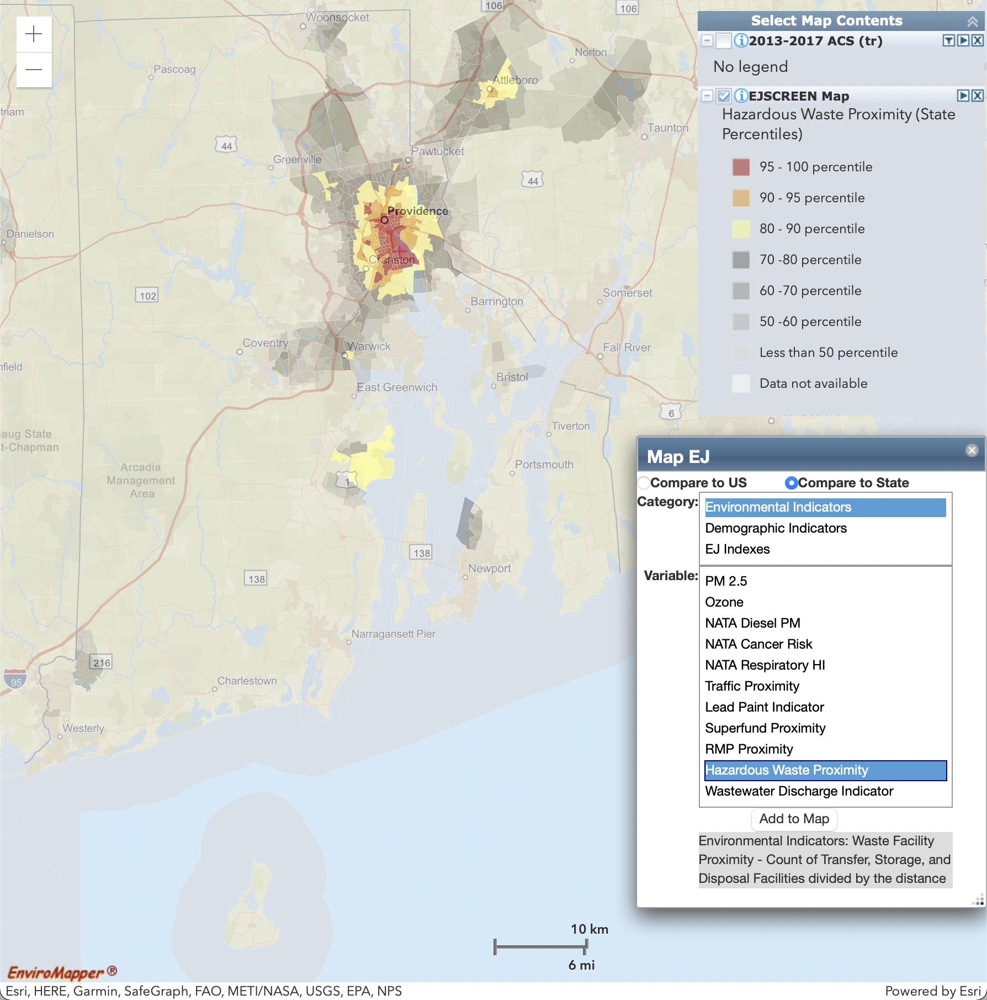 106
106
Woonsocket
Norton
Pascoag
Attleboro
tnam
Taunton
44
Greenville
Pawtucket
44
Providence
Danielson
Cranston
102
Somerset
Barrington
Coventry
Warwick
Fall River
nfield
Bristol
East Greenwich
6
Tiverton
aug State
t-Chapman
Portsmouth
Arcadia
Management
Area
1
138
Newport
138
Narragansett Pier
216
95
Charlestown
Westerly
Select Map Contents
2013-2017 ACS (tr)
No legend
EJSCREEN Map
Hazardous Waste Proximity (State
Percentiles)
95 - 100 percentile
90 - 95 percentile
80 - 90 percentile
70 -80 percentile
60 -70 percentile
50 -60 percentile
Less than 50 percentile
Data not available
Map EJ
Compare to US Compare to State
Category:
Environmental Indicators
Demographic Indicators
EJ Indexes
Variable:
PM 2.5
Ozone
NATA Diesel PM
NATA Cancer Risk
NATA Respiratory HI
Traffic Proximity
Lead Paint Indicator
Superfund Proximity
RMP Proximity
Hazardous Waste Proximity
Wastewater Discharge Indicator
Add to Map
Environmental Indicators: Waste Facility
Proximity - Count of Transfer, Storage, and
Disposal Facilities divided by the distance
10 km
6 mi
EnviroMapper ®
Esri, HERE, Garmin, SafeGraph, FAO, METI/NASA, USGS, EPA, NPS
Powered by Esri